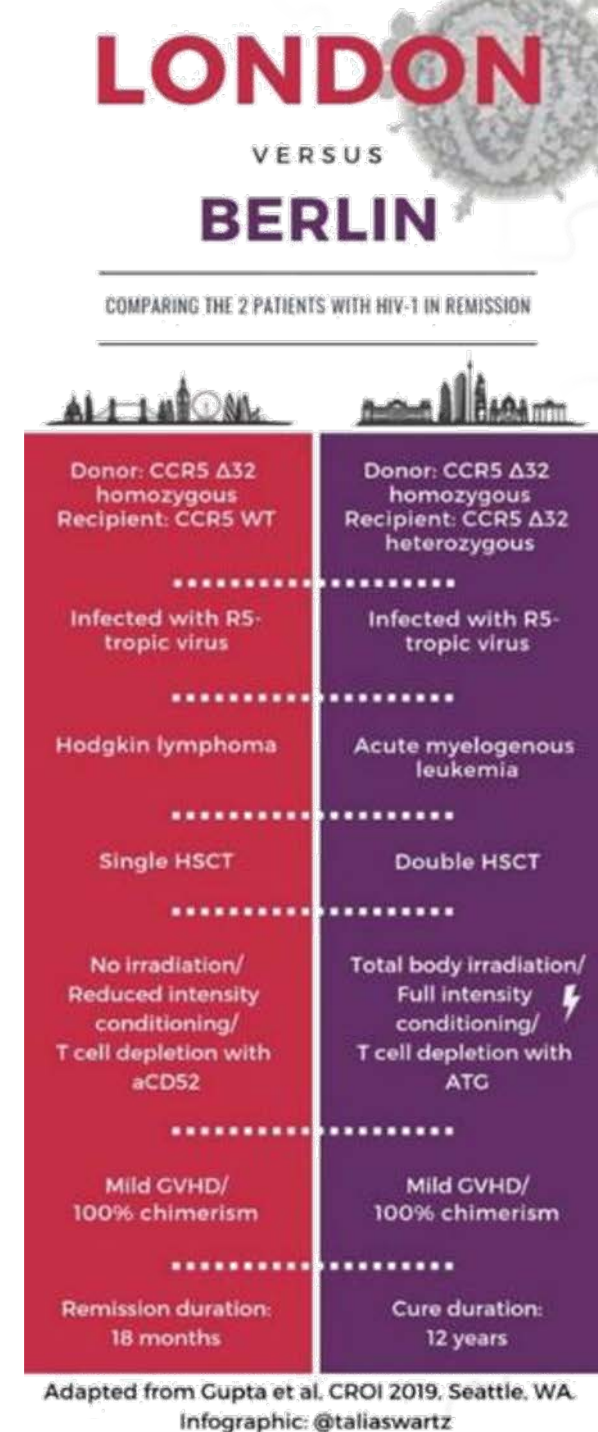 LONDON
VERSUS
BERLIN
COMPARING THE 2 PATIENTS WITH HIV-1 IN REMISSION
Donor: CCR5 Δ32
homozygous
Recipient: CCR5 WT
Donor: CCR5 Δ32
homozygous
Recipient: CCR5 Δ32
heterozygous
Infected with R5-
tropic virus
Infected with R5-
tropic virus
Hodgkin lymphoma
Acute myelogenous
leukemia
Single HSCT
Double HSCT
No irradiation/
Reduced intensity
conditioning/
T cell depletion with
aCD52
Total body irradiation/
Full intensity
conditioning/
T cell depletion with
ATG
Mild GVHD/
100% chimerism
Mild GVHD/
100% chimerism
Remission duration:
18 months
Cure duration:
12 years
Adapted from Gupta et al. CROI 2019, Seattle, WA.
Infographic: @taliaswartz